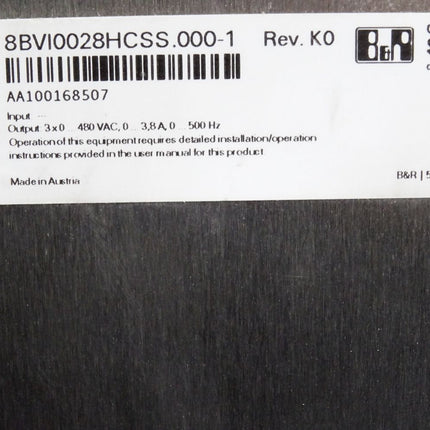 8BVI0028HCSS.000-1 Rev. K0 B&R
AA100168507
Input ...
Output 3 x 0 ... 480 VAC, 0 ... 3,8 A, 0 ... 500 Hz
Operation of this equipment requires detailed installation/operation
instructions provided in the user manual for this product.
Made in Austria B&R | 5